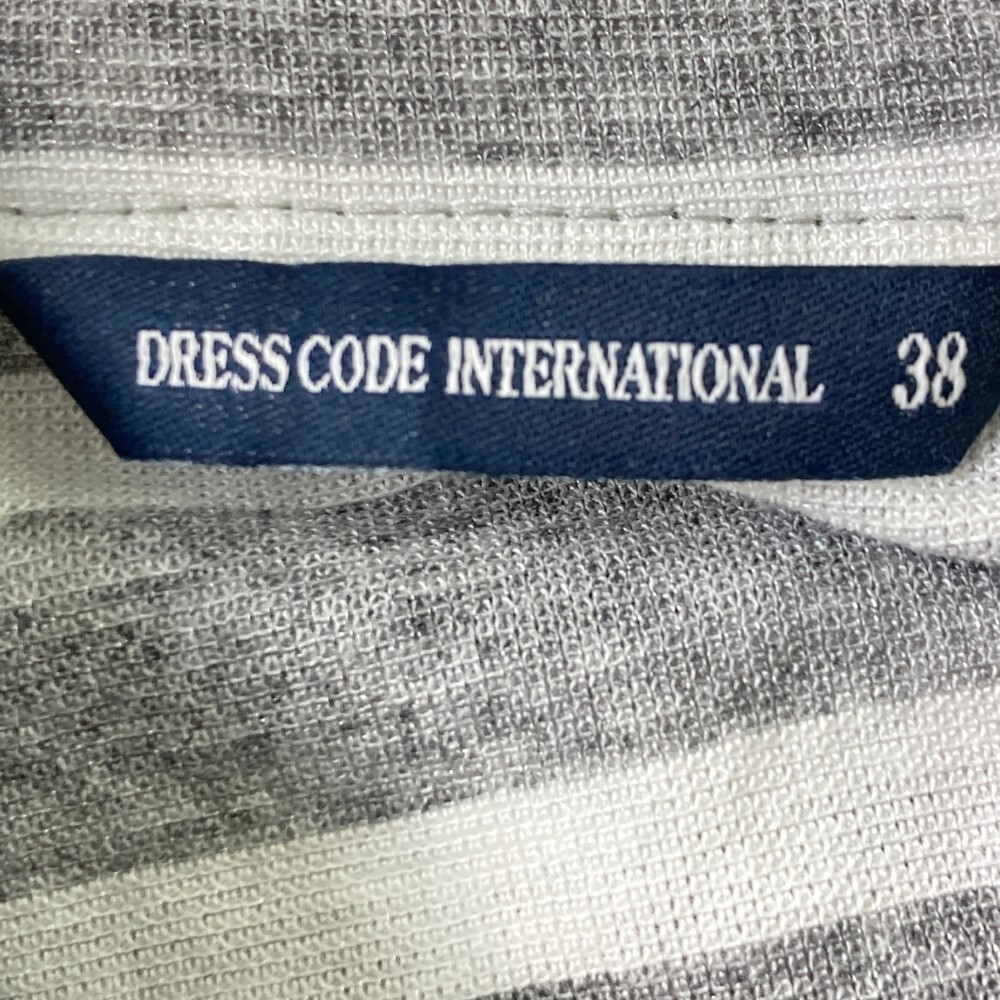 DRESS CODE INTERNATIONAL 38